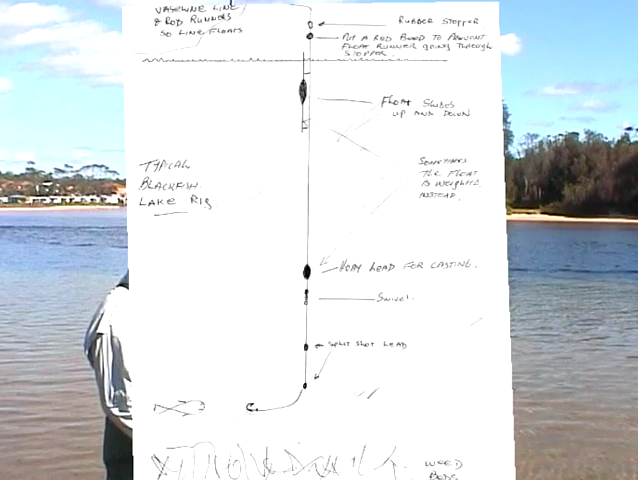 VASELINE LINE
& ROD RUNNERS
SO LINE FLOATS
RUBBER STOPPER
PUT A RED BEED TO PREVENT
FLOAT RUNNER GOING THROUGH
STOPPER
FLOAT SLIDES
UP AND DOWN
TYPICAL
BLACKFISH
LAKE RIG
SOMETIMES
THE FLOAT
IS WEIGHTED
INSTEAD.
HEAVY LEAD FOR CASTING.
SWIVEL
SPLIT SHOT LEAD
WEED
BEDS